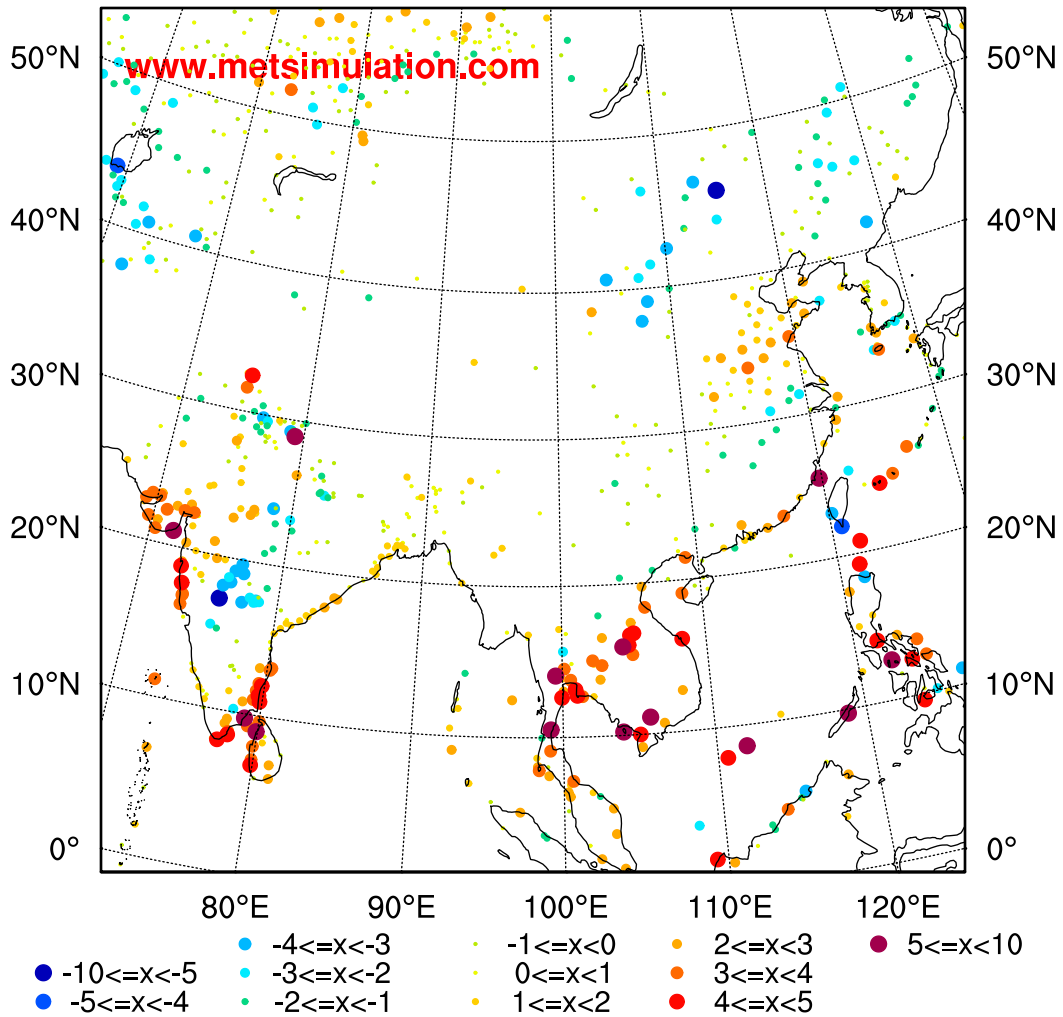 50°N 50°N
www.metsimulation.com
40°N 40°N
30°N 30°N
20°N 20°N
10°N 10°N
0° 0°
80°E 90°E 100°E 110°E 120°E
-4<=x<-3 -1<=x<0 2<=x<3 5<=x<10
-10<=x<-5 -3<=x<-2 0<=x<1 3<=x<4
-5<=x<-4 -2<=x<-1 1<=x<2 4<=x<5